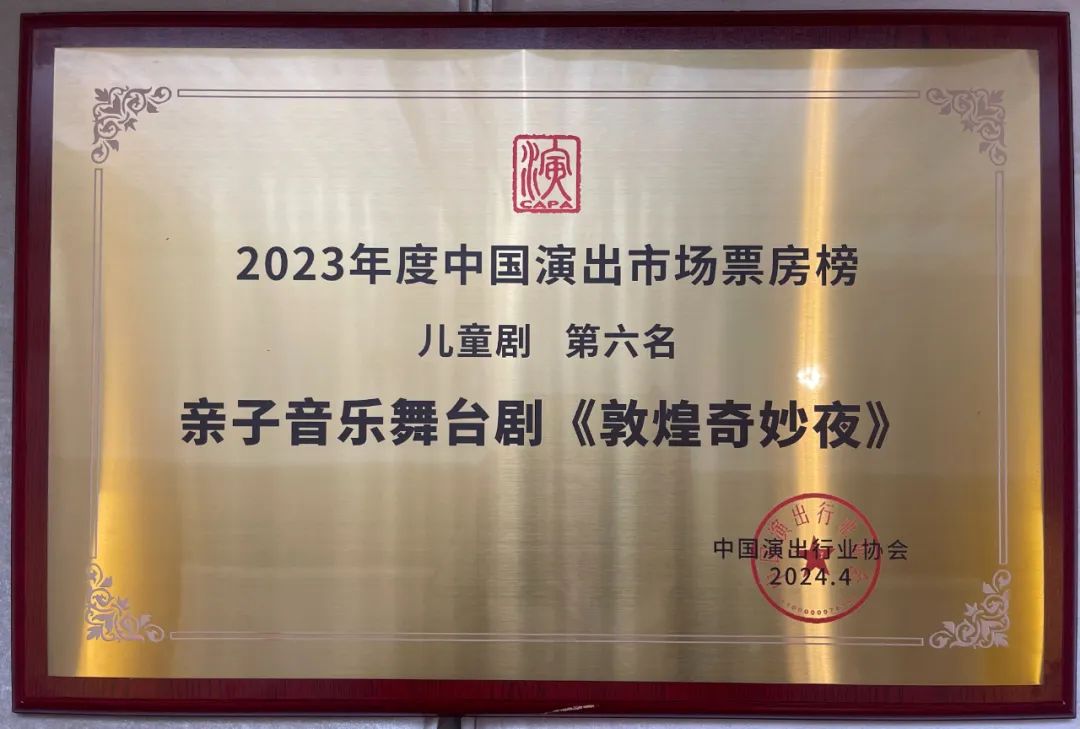 演
CAPA
2023年度中国演出市场票房榜
儿童剧 第六名
亲子音乐舞台剧《敦煌奇妙夜》
中国演出行业协会
2024.4